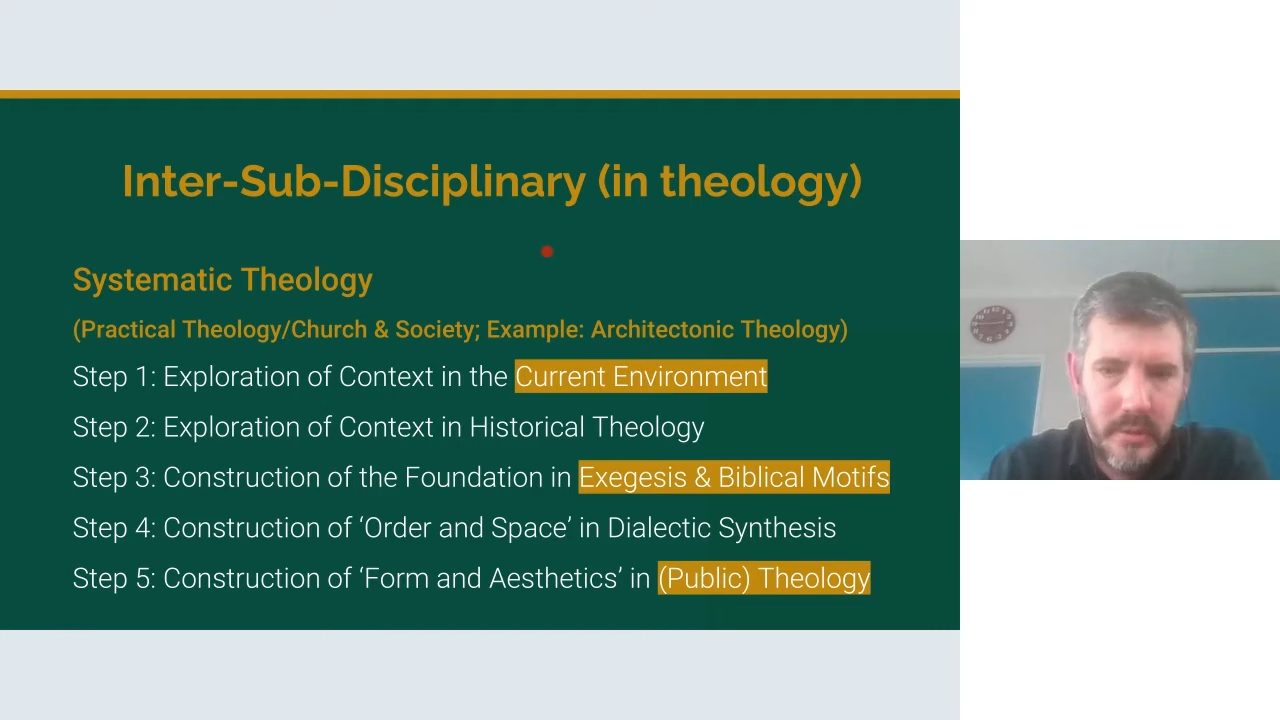 Inter-Sub-Disciplinary (in theology)
Systematic Theology
(Practical Theology/Church & Society; Example: Architectonic Theology)
Step 1: Exploration of Context in the Current Environment
Step 2: Exploration of Context in Historical Theology
Step 3: Construction of the Foundation in Exegesis & Biblical Motifs
Step 4: Construction of ‘Order and Space’ in Dialectic Synthesis
Step 5: Construction of ‘Form and Aesthetics’ in (Public) Theology